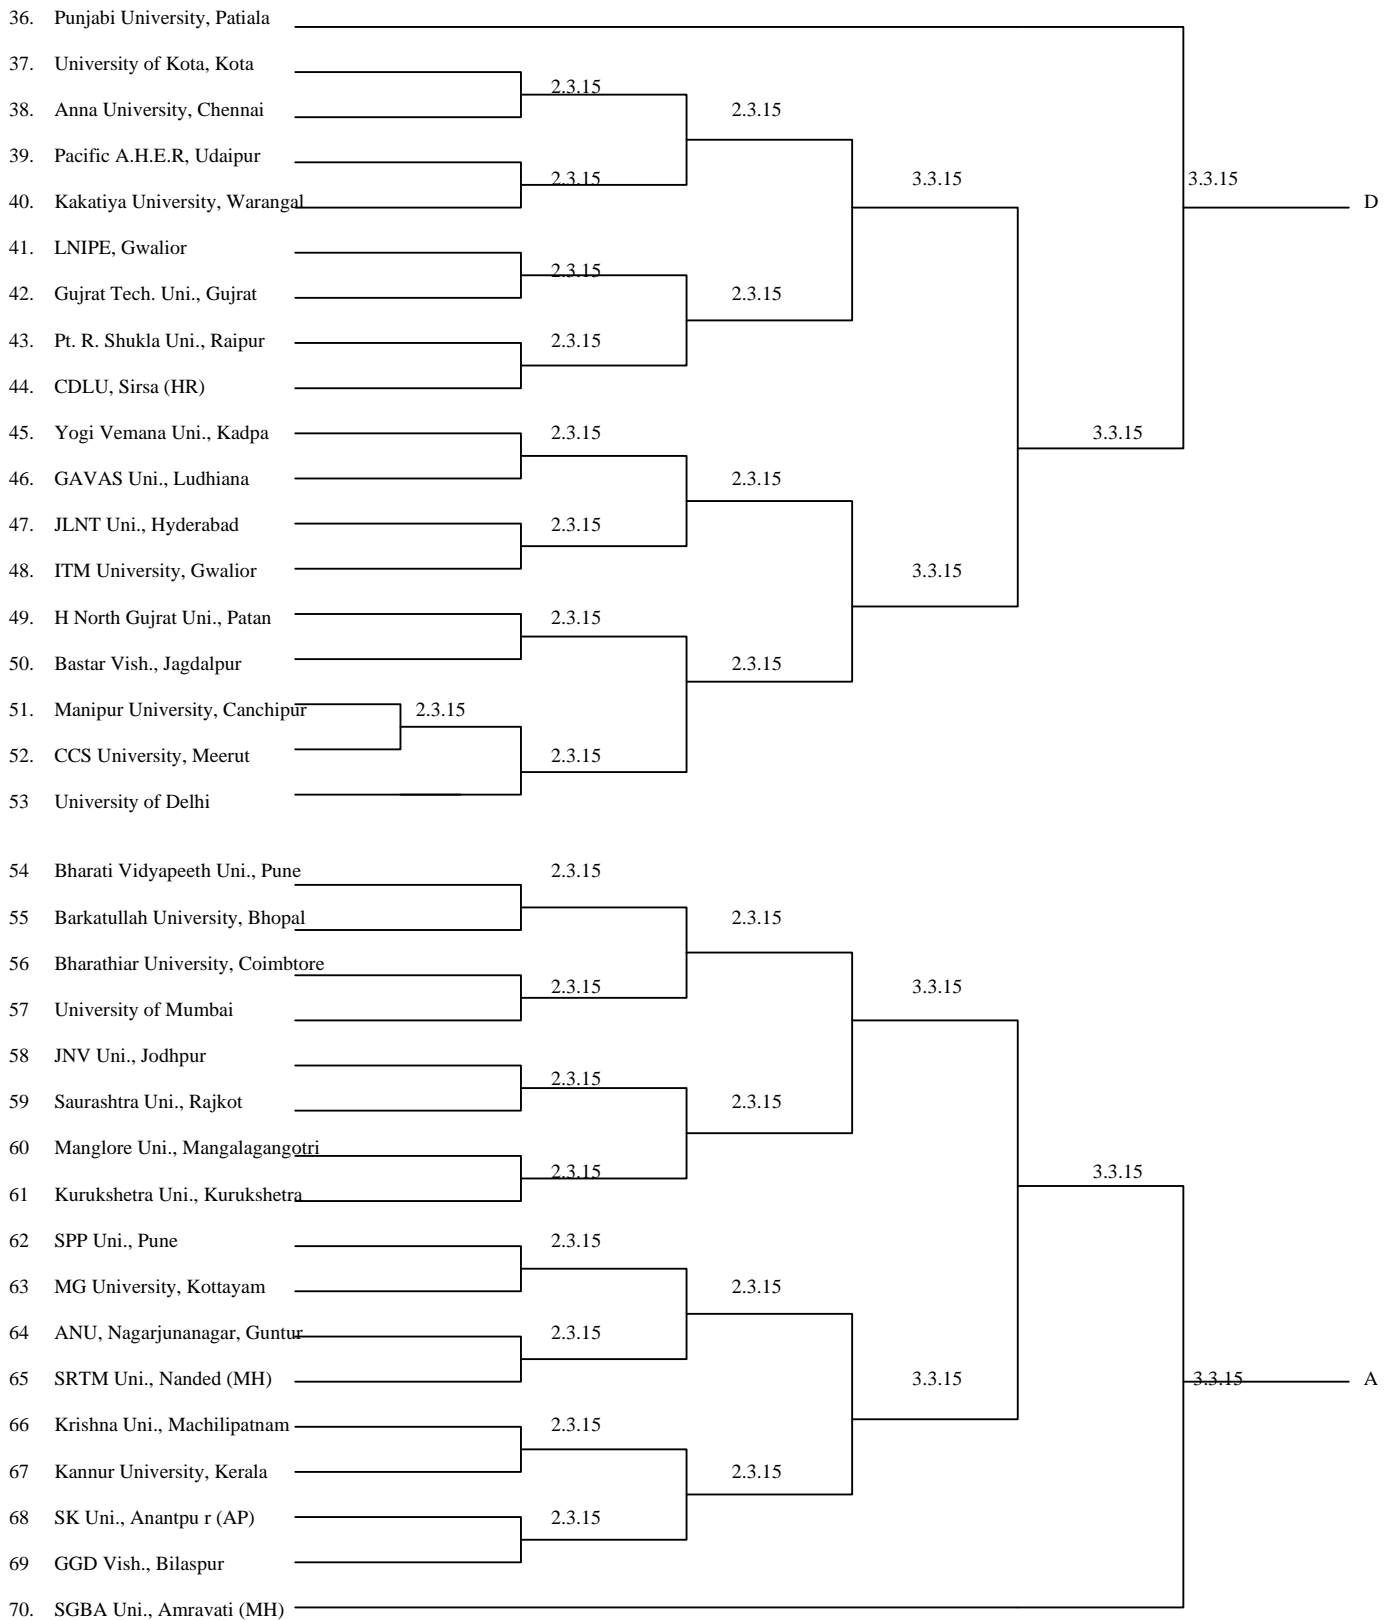 36. Punjabi University, Patiala
37. University of Kota, Kota
2.3.15
38. Anna University, Chennai 2.3.15
39. Pacific A.H.E.R, Udaipur
2.3.15 3.3.15 3.3.15
40. Kakatiya University, Warangal D
41. LNIPE, Gwalior
2.3.15
42. Gujrat Tech. Uni., Gujrat 2.3.15
43. Pt. R. Shukla Uni., Raipur 2.3.15
44. CDLU, Sirsa (HR)
45. Yogi Vemana Uni., Kadpa 2.3.15 3.3.15
46. GAVAS Uni., Ludhiana 2.3.15
47. JLNT Uni., Hyderabad 2.3.15
48. ITM University, Gwalior 3.3.15
49. H North Gujrat Uni., Patan 2.3.15
50. Bastar Vish., Jagdalpur 2.3.15
51. Manipur University, Canchipur 2.3.15
52. CCS University, Meerut 2.3.15
53 University of Delhi
54 Bharati Vidyapeeth Uni., Pune 2.3.15
55 Barkatullah University, Bhopal 2.3.15
56 Bharathiar University, Coimbtore
2.3.15 3.3.15
57 University of Mumbai
58 JNV Uni., Jodhpur
2.3.15
59 Saurashtra Uni., Rajkot 2.3.15
60 Manglore Uni., Mangalagangotri
2.3.15 3.3.15
61 Kurukshetra Uni., Kurukshetra
62 SPP Uni., Pune 2.3.15
63 MG University, Kottayam 2.3.15
64 ANU, Nagarjunanagar, Guntur 2.3.15
65 SRTM Uni., Nanded (MH) 3.3.15 3.3.15 A
66 Krishna Uni., Machilipatnam 2.3.15
67 Kannur University, Kerala 2.3.15
68 SK Uni., Anantpu r (AP) 2.3.15
69 GGD Vish., Bilaspur
70. SGBA Uni., Amravati (MH)